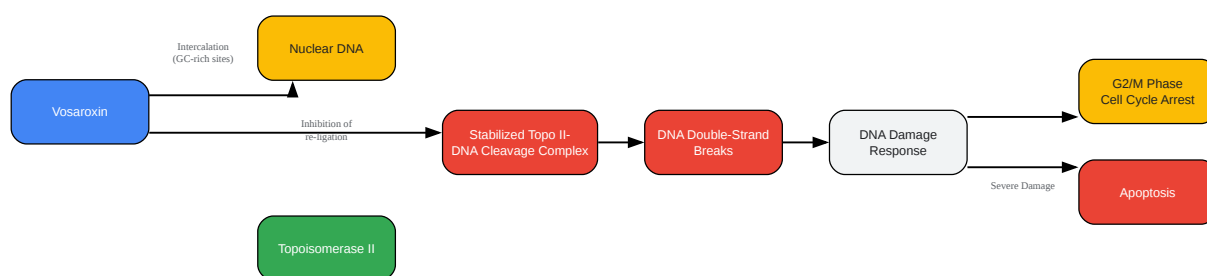 Intercalation
(GC-rich sites)
Nuclear DNA
Vosaroxin
Inhibition of
re-ligation
Stabilized Topo II-
DNA Cleavage Complex
DNA Double-Strand
Breaks
DNA Damage
Response
G2/M Phase
Cell Cycle Arrest
Severe Damage
Apoptosis
Topoisomerase II